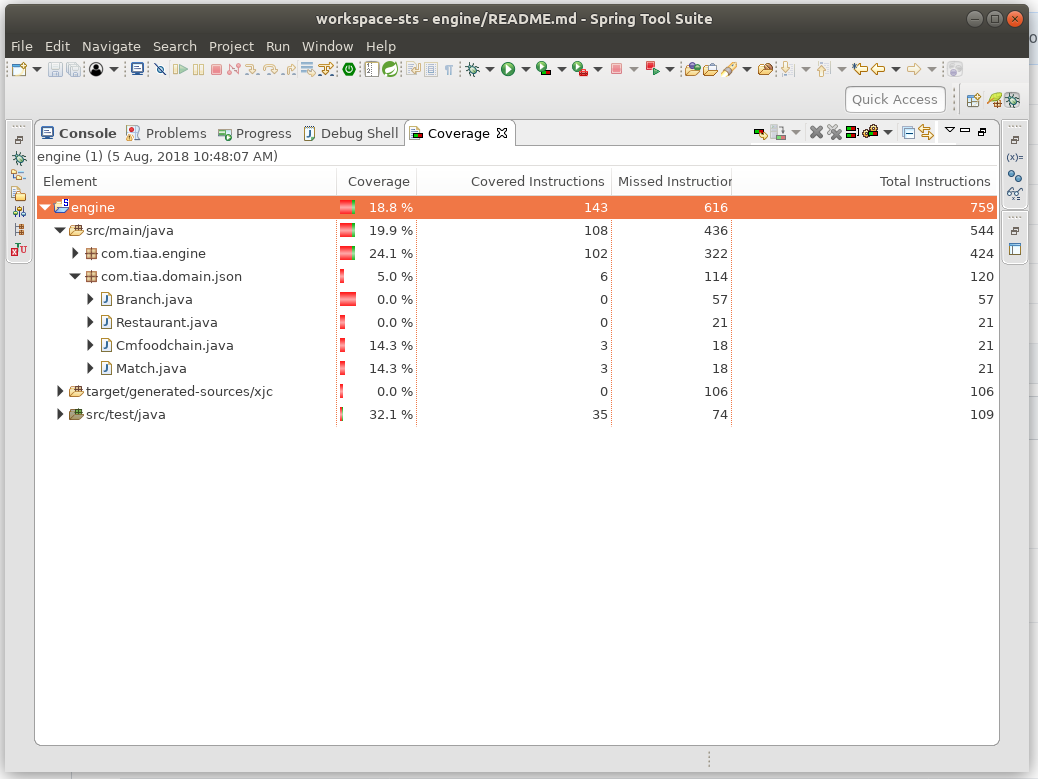 workspace-sts - engine/README.md - Spring Tool Suite
File Edit Navigate Search Project Run Window Help
Quick Access
Console Problems Progress Debug Shell Coverage
engine (1) (5 Aug, 2018 10:48:07 AM)
Element Coverage Covered Instructions Missed Instruction Total Instructions
engine 18.8 % 143 616 759
src/main/java 19.9 % 108 436 544
com.tiaa.engine 24.1 % 102 322 424
com.tiaa.domain.json 5.0 % 6 114 120
Branch.java 0.0 % 0 57 57
Restaurant.java 0.0 % 0 21 21
Cmfoodchain.java 14.3 % 3 18 21
Match.java 14.3 % 3 18 21
target/generated-sources/xjc 0.0 % 0 106 106
src/test/java 32.1 % 35 74 109